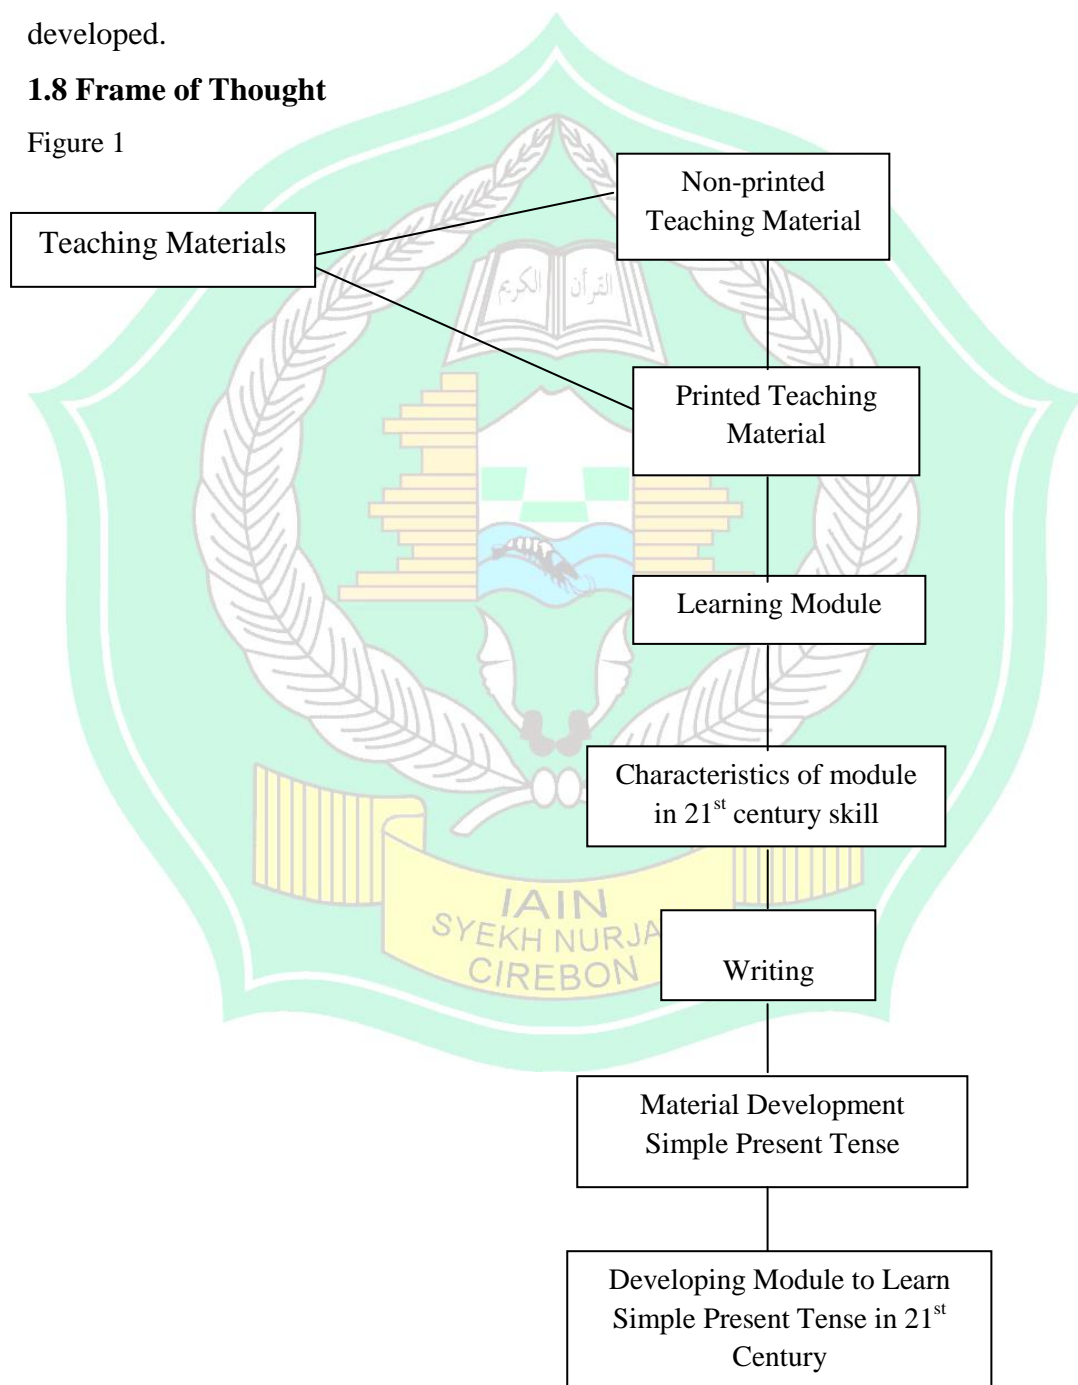 developed.
1.8 Frame of Thought
Figure 1
Non-printed
Teaching Material
Teaching Materials
القرآن
الكريم
Printed Teaching
Material
Learning Module
Characteristics of module
in 21st century skill
Writing
IAIN
SYEKH NURJA
CIREBON
Material Development
Simple Present Tense
Developing Module to Learn
Simple Present Tense in 21st
Century